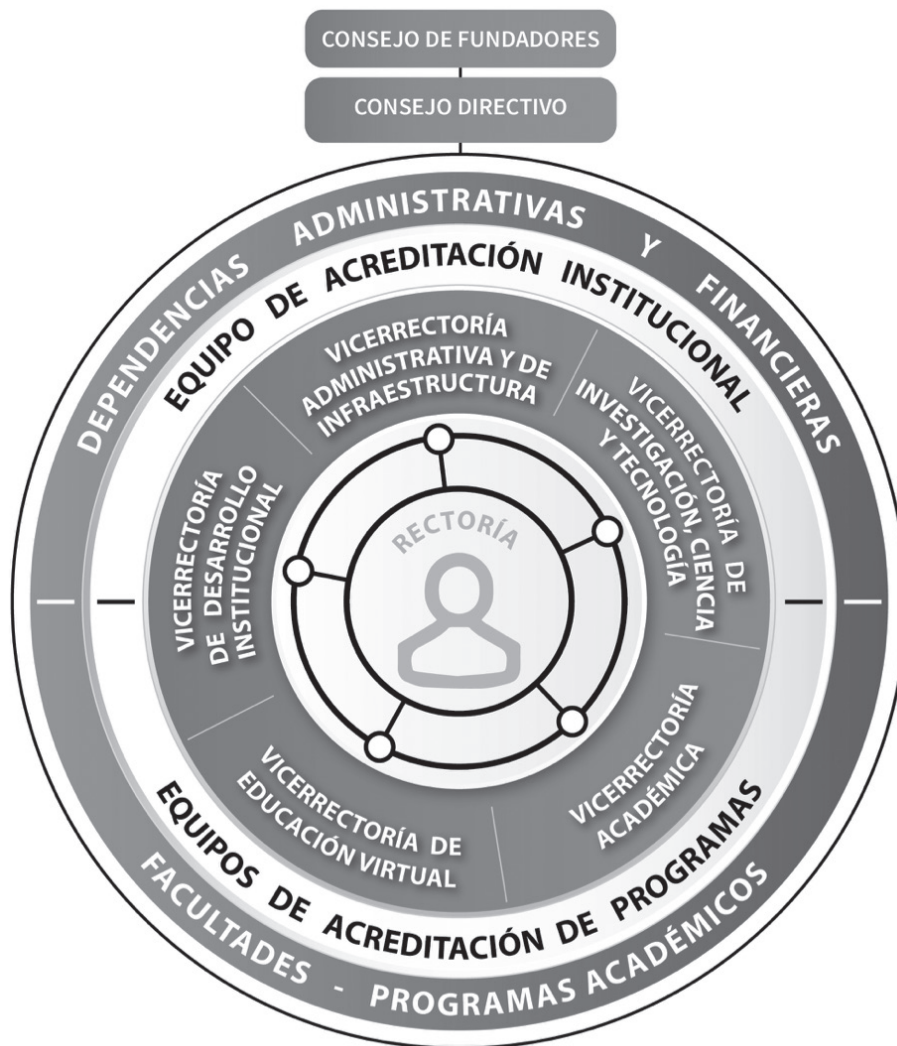 CONSEJO DE FUNDADORES
CONSEJO DIRECTIVO
DEPENDENCIAS ADMINISTRATIVAS Y FINANCIERAS
EQUIPO DE ACREDITACIÓN INSTITUCIONAL
VICERRECTORÍA
ADMINISTRATIVA Y DE
INFRAESTRUCTURA
VICERRECTORÍA DE
INVESTIGACIÓN, CIENCIA
Y TECNOLOGÍA
VICERRECTORÍA
DE DESARROLLO
INSTITUCIONAL
RECTORÍA
VICERRECTORÍA
ACADÉMICA
VICERRECTORÍA DE
EDUCACIÓN VIRTUAL
EQUIPOS DE ACREDITACIÓN DE PROGRAMAS
FACULTADES - PROGRAMAS ACADÉMICOS